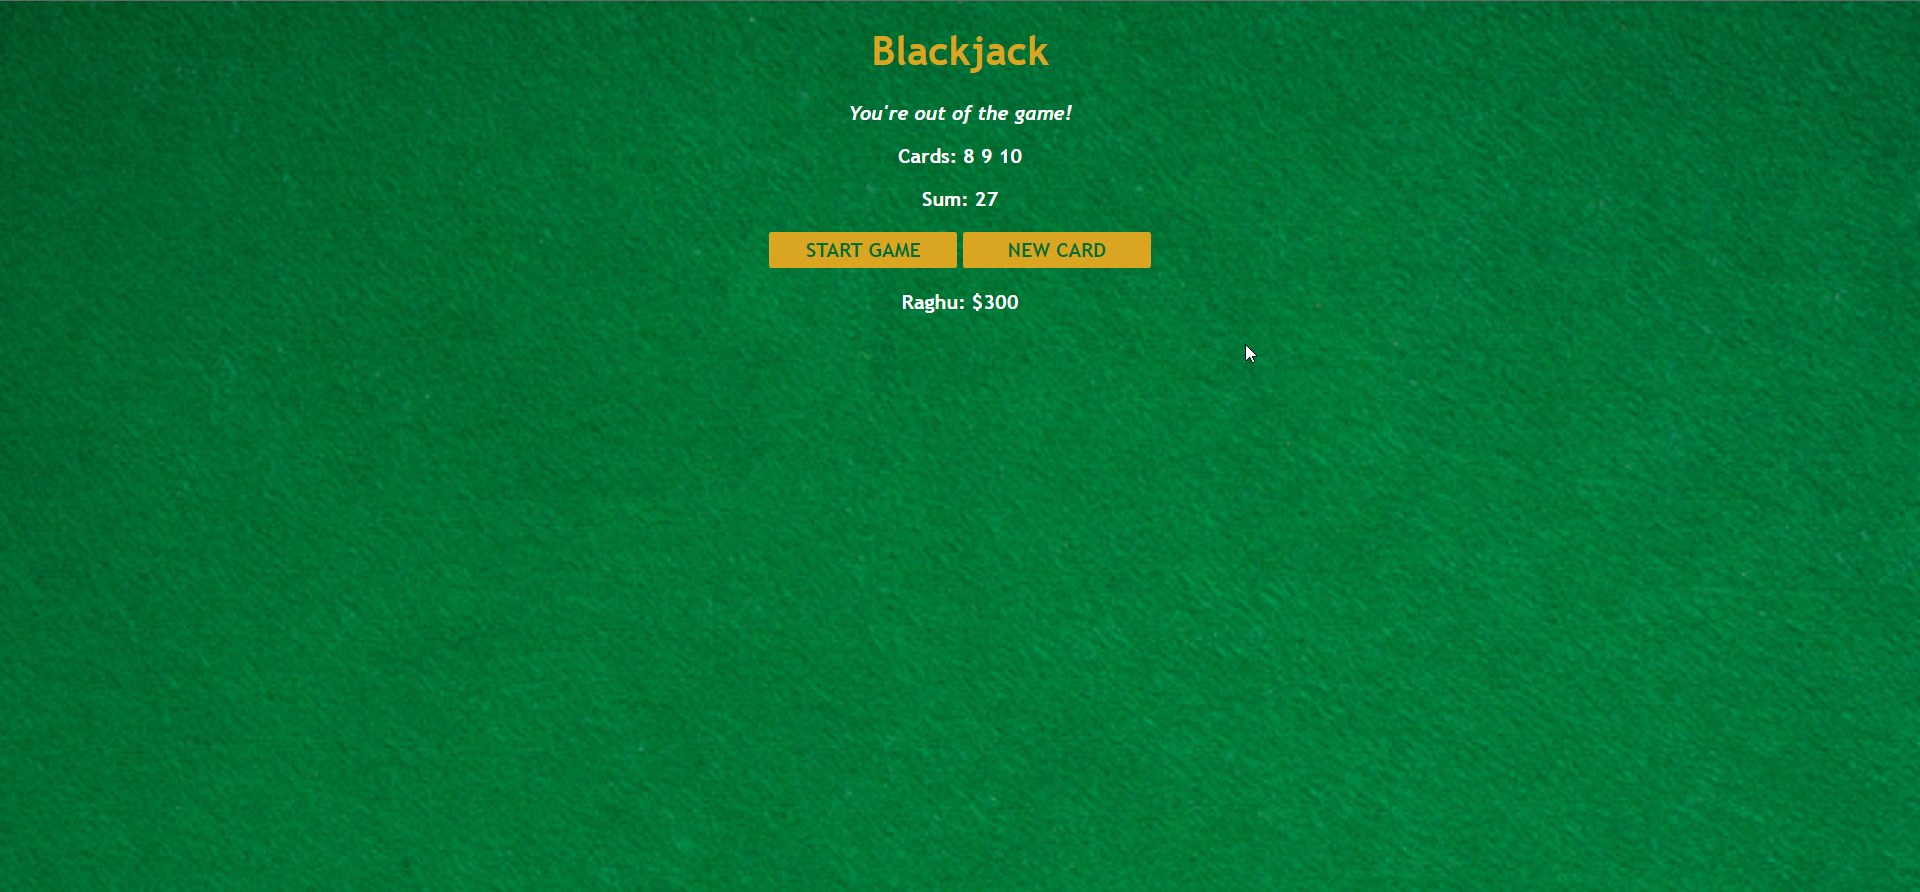 Blackjack
You're out of the game!
Cards: 8 9 10
Sum: 27
START GAME NEW CARD
Raghu: $300